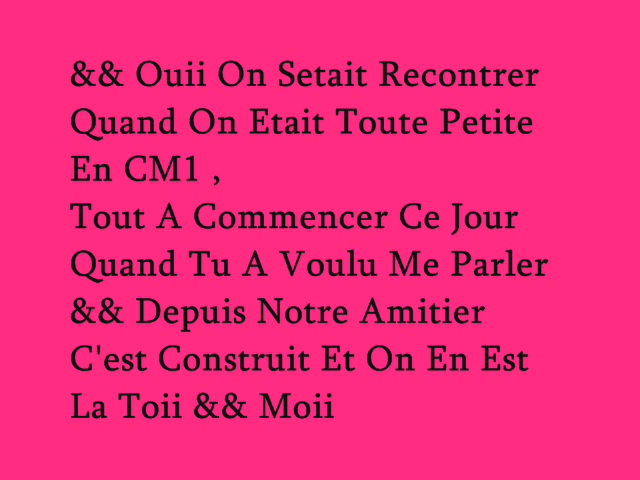 && Ouii On Setait Recontrer
Quand On Etait Toute Petite
En CM1 ,
Tout A Commencer Ce Jour
Quand Tu A Voulu Me Parler
&& Depuis Notre Amitier
C'est Construit Et On En Est
La Toii && Moii